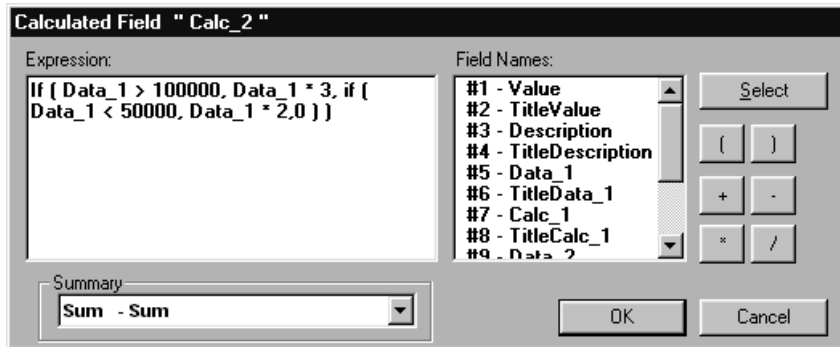 Calculated Field " Calc_2 "
Expression:
If ( Data_1 > 100000, Data_1 * 3, if (
Data_1 < 50000, Data_1 * 2,0 ) )
Field Names:
#1 - Value
#2 - TitleValue
#3 - Description
#4 - TitleDescription
#5 - Data_1
#6 - TitleData_1
#7 - Calc_1
#8 - TitleCalc_1
#9 - Data_2
Select
( )
+ -
* /
Summary
Sum - Sum
OK
Cancel